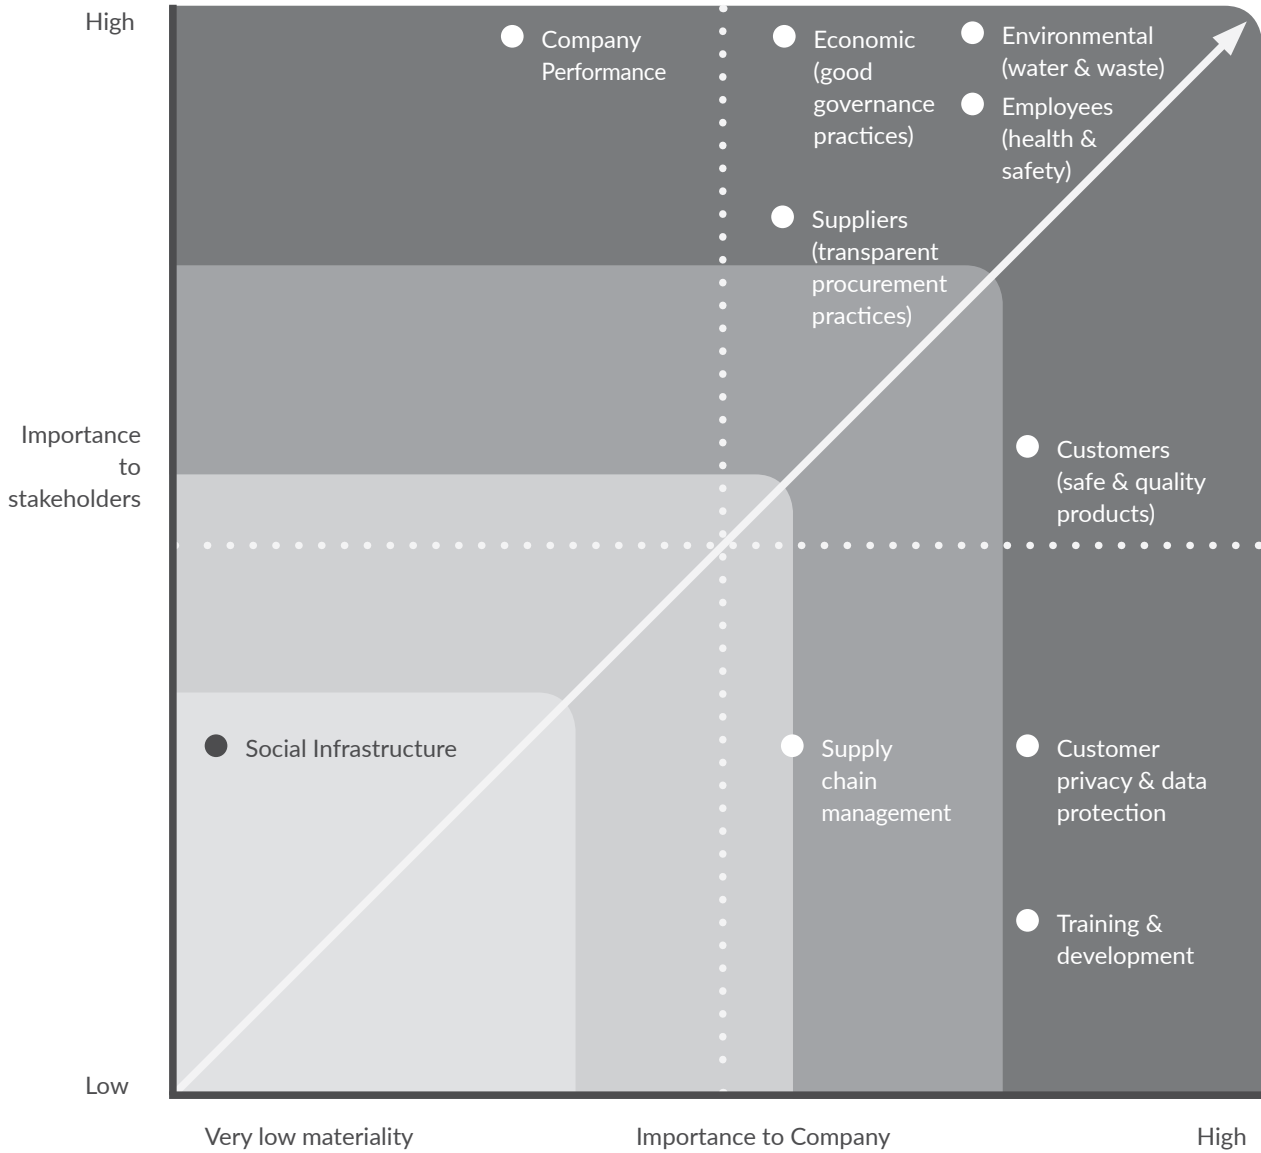 High
Company
Performance
Economic
(good
governance
practices)
Environmental
(water & waste)
Employees
(health &
safety)
Suppliers
(transparent
procurement
practices)
Importance
to
stakeholders
Customers
(safe & quality
products)
Social Infrastructure
Supply
chain
management
Customer
privacy & data
protection
Training &
development
Low
Very low materiality
Importance to Company
High